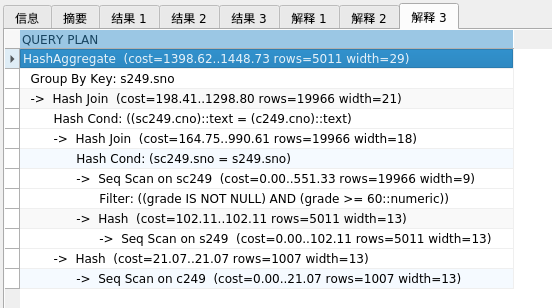 信息 摘要 结果 1 结果 2 结果 3 解释 1 解释 2 解释 3
QUERY PLAN
HashAggregate (cost=1398.62..1448.73 rows=5011 width=29)
Group By Key: s249.sno
-> Hash Join (cost=198.41..1298.80 rows=19966 width=21)
Hash Cond: ((sc249.cno)::text = (c249.cno)::text)
-> Hash Join (cost=164.75..990.61 rows=19966 width=18)
Hash Cond: (sc249.sno = s249.sno)
-> Seq Scan on sc249 (cost=0.00..551.33 rows=19966 width=9)
Filter: ((grade IS NOT NULL) AND (grade >= 60::numeric))
-> Hash (cost=102.11..102.11 rows=5011 width=13)
-> Seq Scan on s249 (cost=0.00..102.11 rows=5011 width=13)
-> Hash (cost=21.07..21.07 rows=1007 width=13)
-> Seq Scan on c249 (cost=0.00..21.07 rows=1007 width=13)